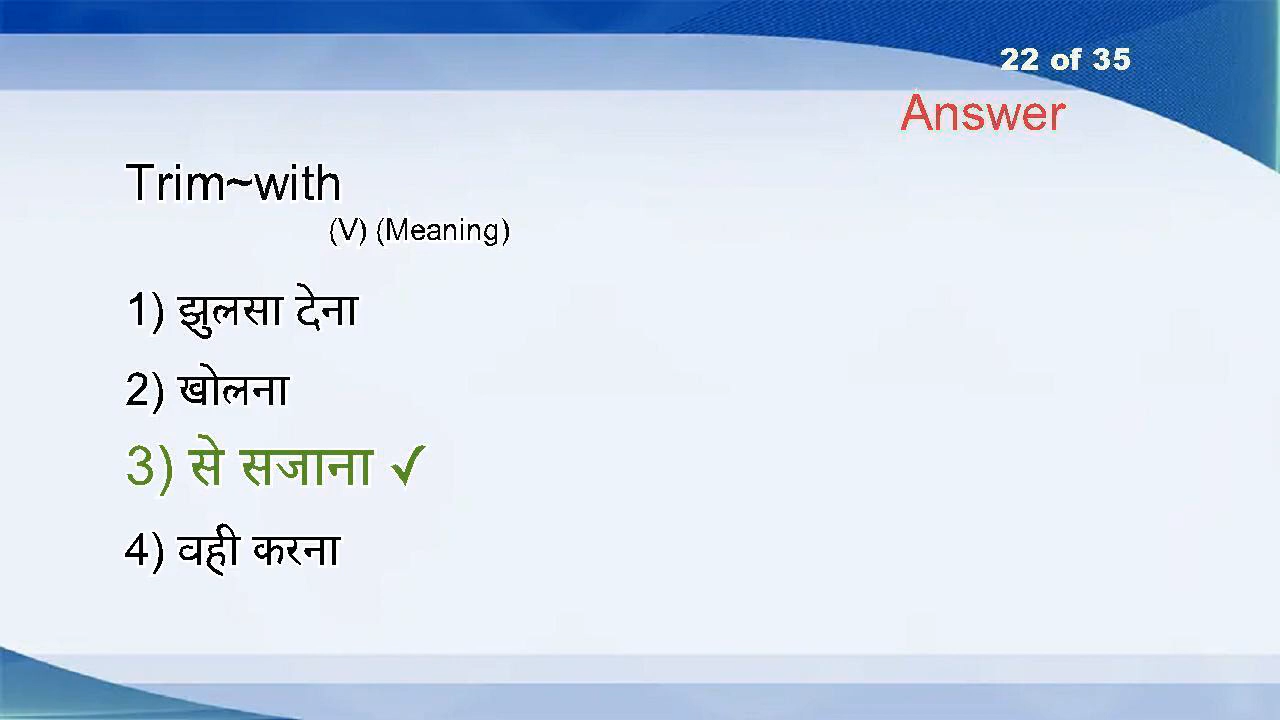 22 of 35
Answer
Trim~with
(V) (Meaning)
1) झुलसा देना
2) खोलना
3) से सजाना ✓
4) वही करना